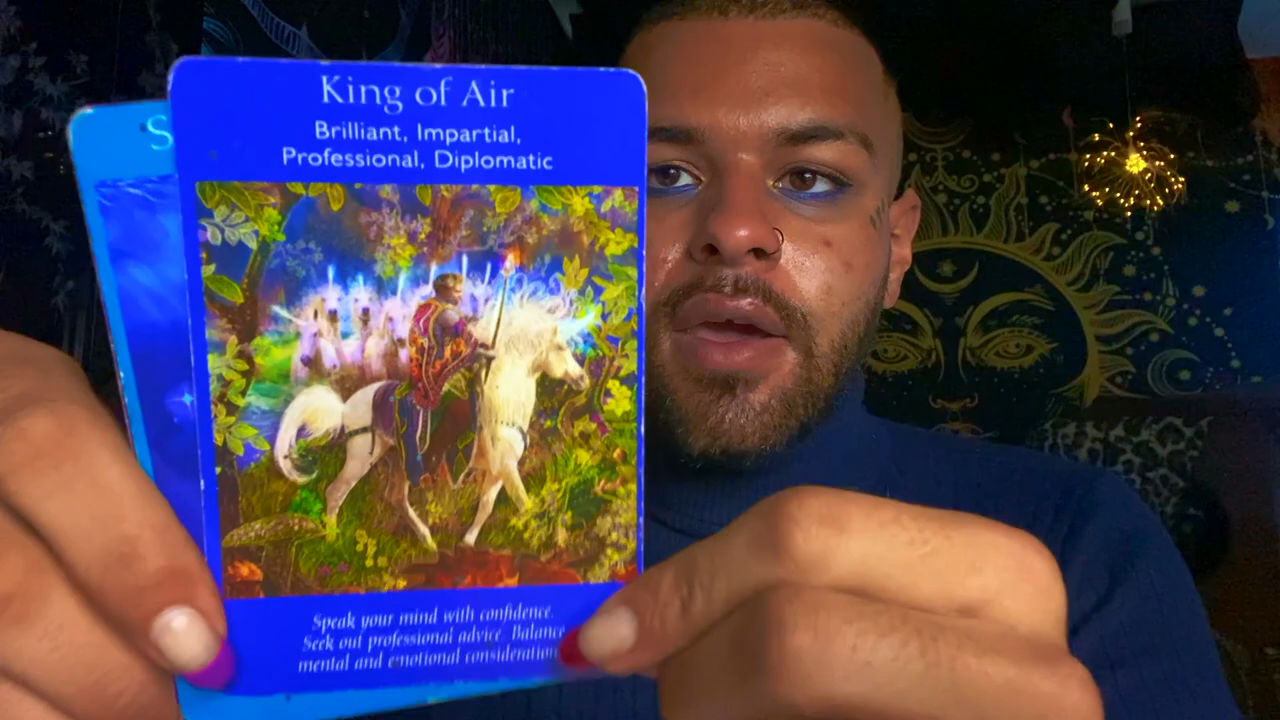 King of Air
Brilliant, Impartial,
Professional, Diplomatic
Speak your mind with confidence.
Seek out professional advice. Balance
mental and emotional